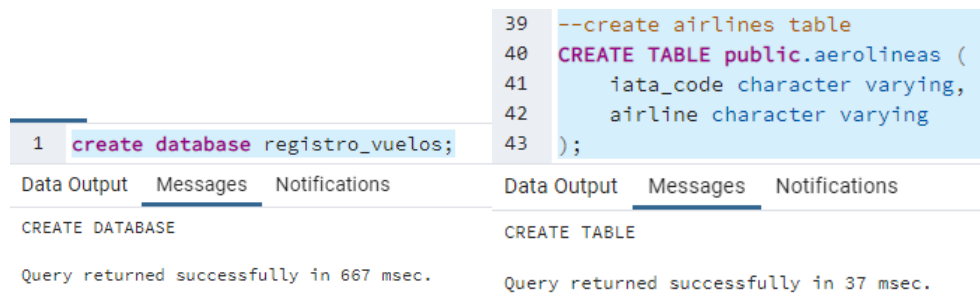 1 create database registro_vuelos;
Data Output Messages Notifications
CREATE DATABASE
Query returned successfully in 667 msec.
39 --create airlines table
40 CREATE TABLE public.aerolineas (
41 iata_code character varying,
42 airline character varying
43 );
Data Output Messages Notifications
CREATE TABLE
Query returned successfully in 37 msec.